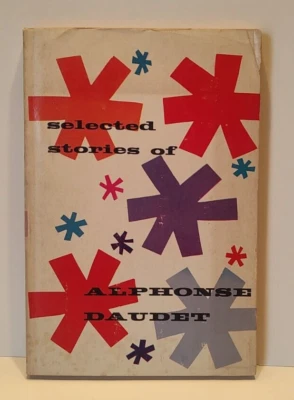 selected
stories of
ALPHONSE
DAUDET